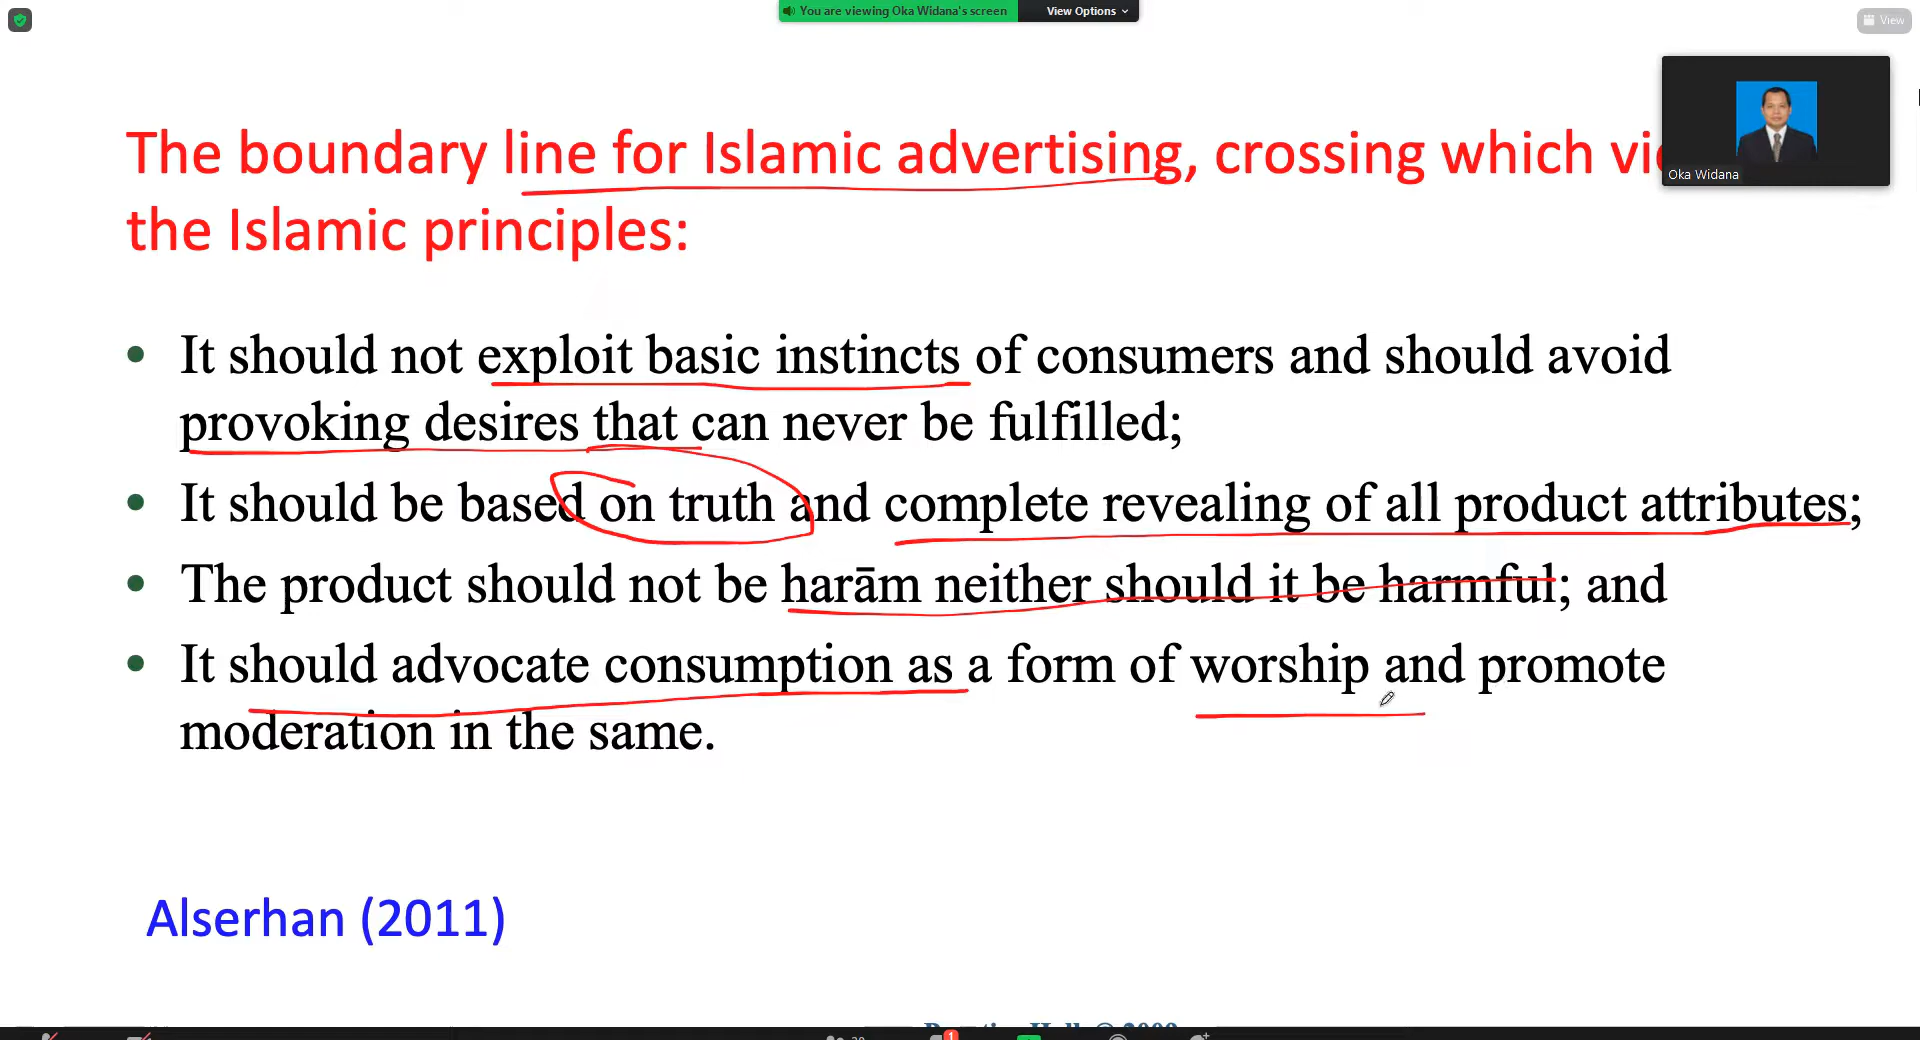 You are viewing Oka Widana's screen
View Options
View
Oka Widana
The boundary line for Islamic advertising, crossing which
the Islamic principles:
• It should not exploit basic instincts of consumers and should avoid
provoking desires that can never be fulfilled;
• It should be based on truth and complete revealing of all product attributes;
• The product should not be harām neither should it be harmful; and
• It should advocate consumption as a form of worship and promote
moderation in the same.
Alserhan (2011)
1